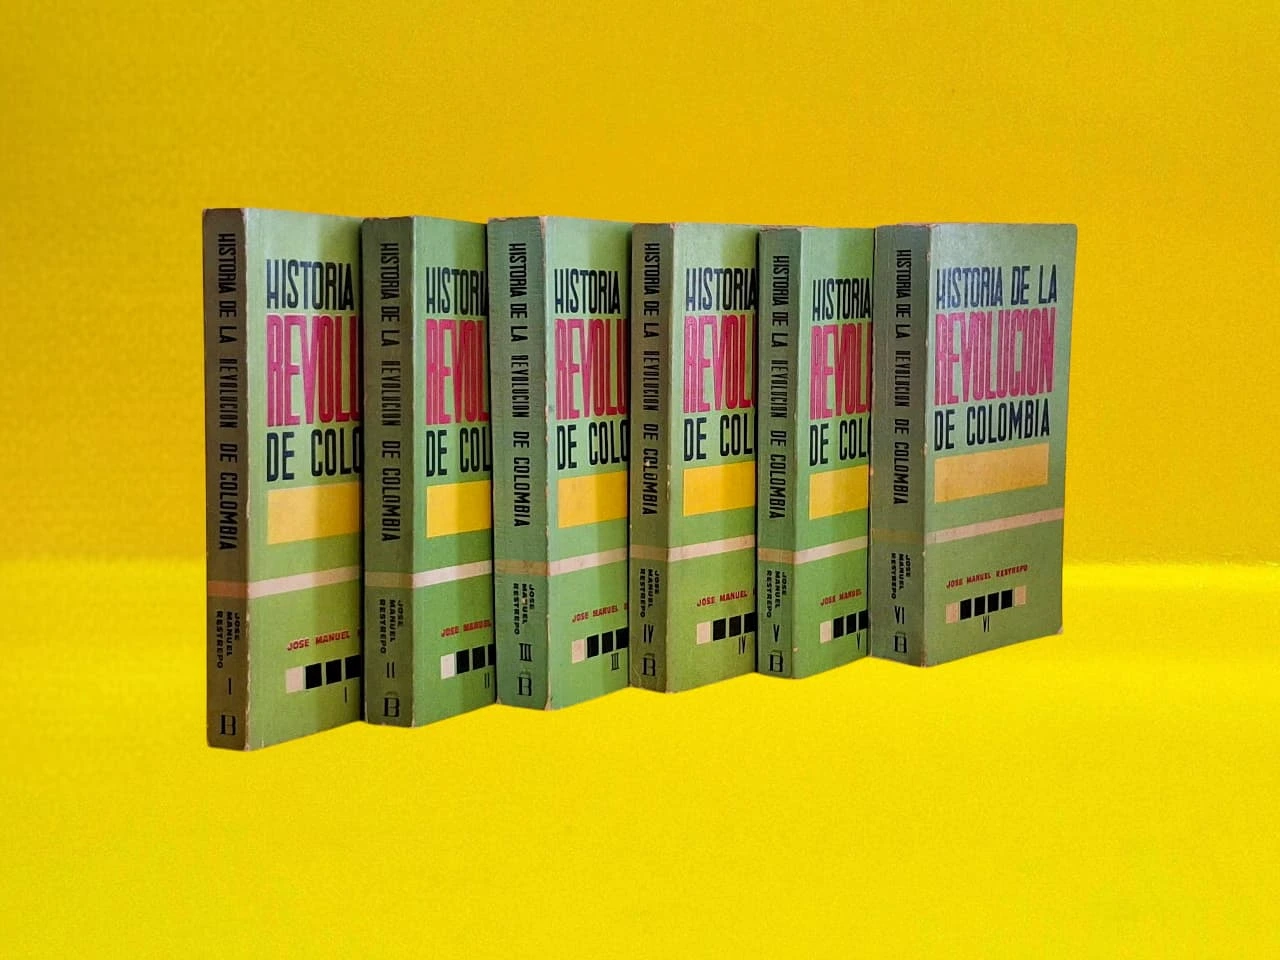 HISTORIA DE LA REVOLUCION DE COLOMBIA
JOSE
MANUEL
RESTREPO
I
B
HISTORIA
REVOLU
DE COLO
JOSE MANUEL
I
HISTORIA DE LA REVOLUCION DE COLOMBIA
JOSE
MANUEL
RESTREPO
II
B
HISTORI
REVOL
DE COL
JOSE
II
HISTORIA DE LA REVOLUCION DE COLOMBIA
JOSE
MANUEL
RESTREPO
III
B
HISTORIA
REVOLU
DE COLO
JOSE MANUEL
III
HISTORIA DE LA REVOLUCION DE COLOMBIA
JOSE
MANUEL
RESTREPO
IV
B
HISTORIA
REVOL
DE COL
JOSE MANUEL
IV
HISTORIA DE LA REVOLUCION DE COLOMBIA
JOSE
MANUEL
RESTREPO
V
B
HISTORIA
REVOLU
DE COL
JOSE MANUEL
V
HISTORIA DE LA REVOLUCION DE COLOMBIA
JOSE
MANUEL
RESTREPO
VI
B
HISTORIA DE LA
REVOLUCION
DE COLOMBIA
JOSE MANUEL RESTREPO
VI